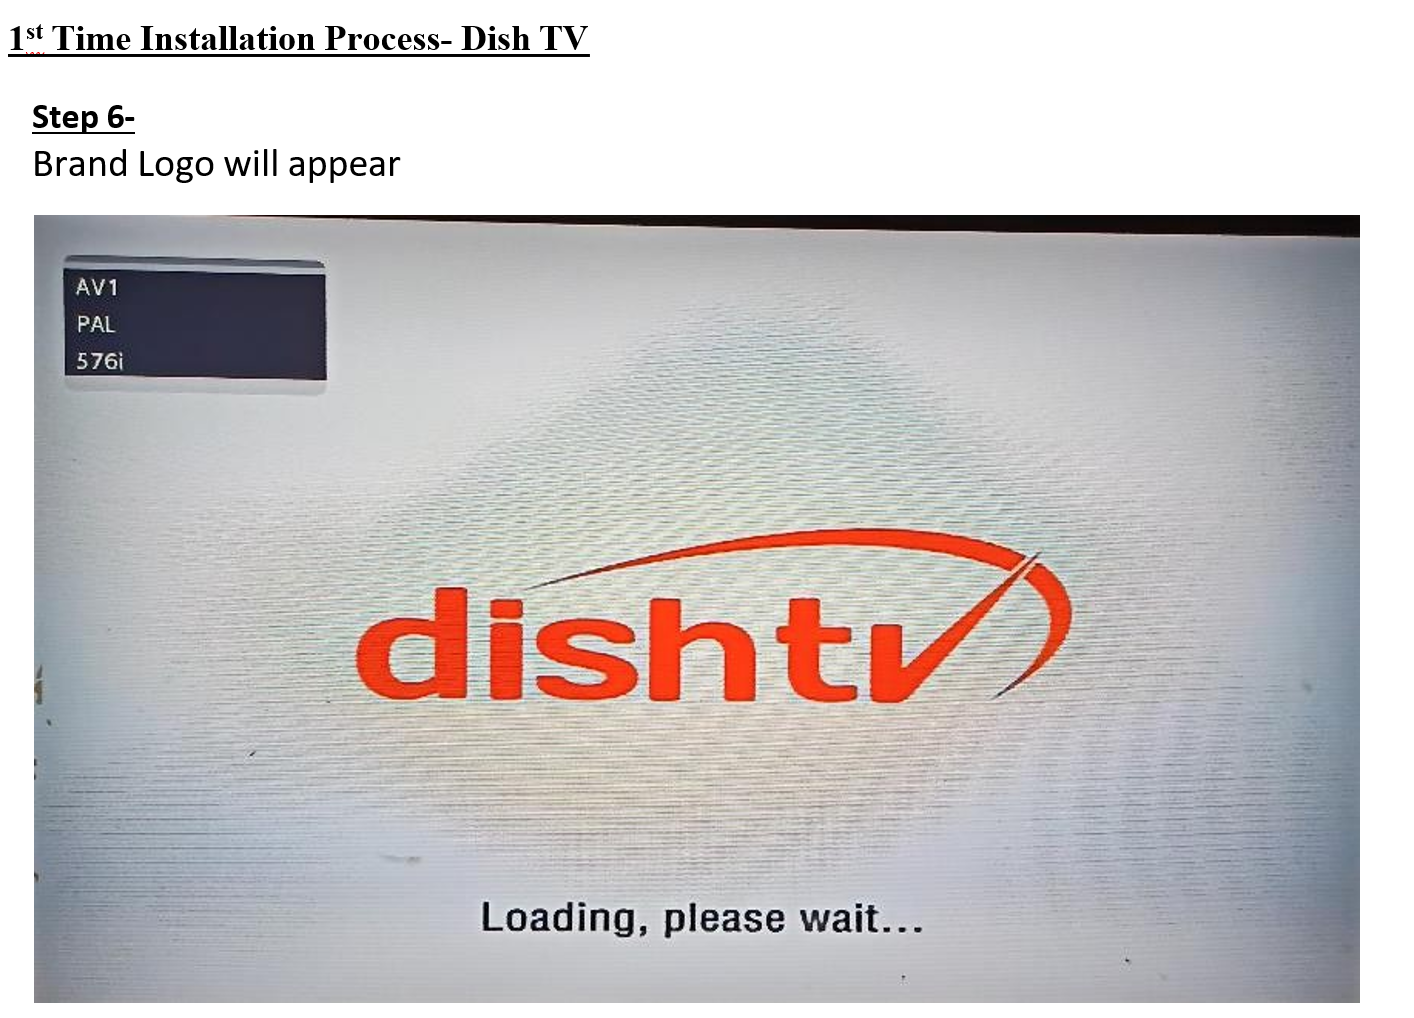 1st Time Installation Process- Dish TV
Step 6-
Brand Logo will appear
AV1
PAL
576i
dishtv
Loading, please wait...